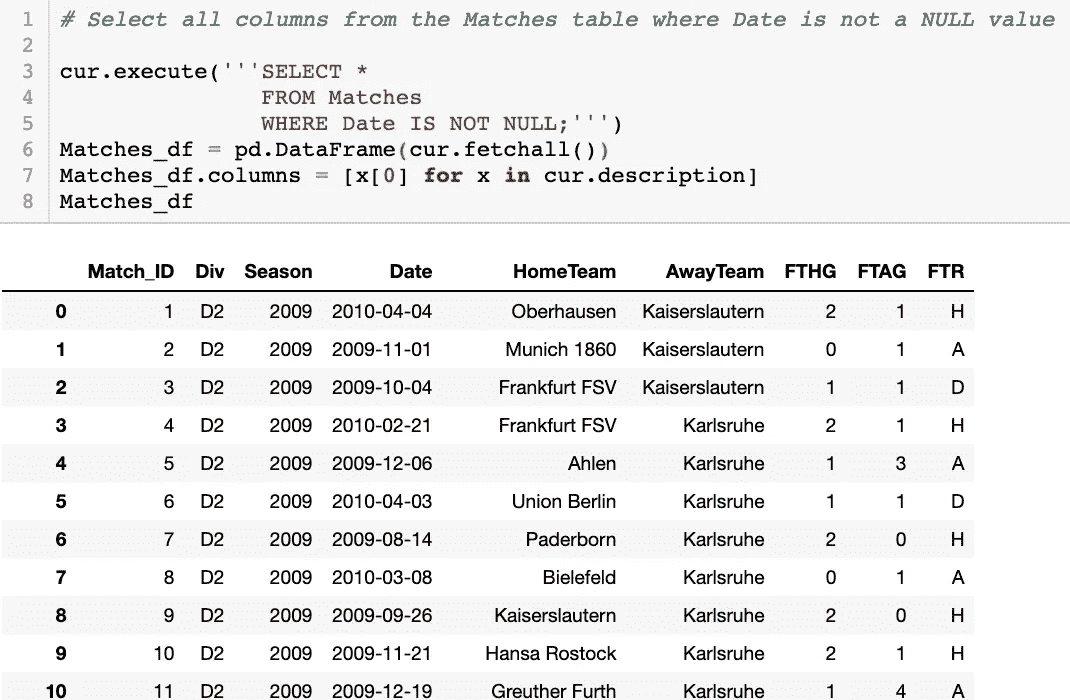 1 # Select all columns from the Matches table where Date is not a NULL value
2
3 cur.execute('''SELECT *
4 FROM Matches
5 WHERE Date IS NOT NULL;''')
6 Matches_df = pd.DataFrame(cur.fetchall())
7 Matches_df.columns = [x[0] for x in cur.description]
8 Matches_df
Match_ID Div Season Date HomeTeam AwayTeam FTHG FTAG FTR
0 1 D2 2009 2010-04-04 Oberhausen Kaiserslautern 2 1 H
1 2 D2 2009 2009-11-01 Munich 1860 Kaiserslautern 0 1 A
2 3 D2 2009 2009-10-04 Frankfurt FSV Kaiserslautern 1 1 D
3 4 D2 2009 2010-02-21 Frankfurt FSV Karlsruhe 2 1 H
4 5 D2 2009 2009-12-06 Ahlen Karlsruhe 1 3 A
5 6 D2 2009 2010-04-03 Union Berlin Karlsruhe 1 1 D
6 7 D2 2009 2009-08-14 Paderborn Karlsruhe 2 0 H
7 8 D2 2009 2010-03-08 Bielefeld Karlsruhe 0 1 A
8 9 D2 2009 2009-09-26 Kaiserslautern Karlsruhe 2 0 H
9 10 D2 2009 2009-11-21 Hansa Rostock Karlsruhe 2 1 H
10 11 D2 2009 2009-12-19 Greuther Furth Karlsruhe 1 4 A